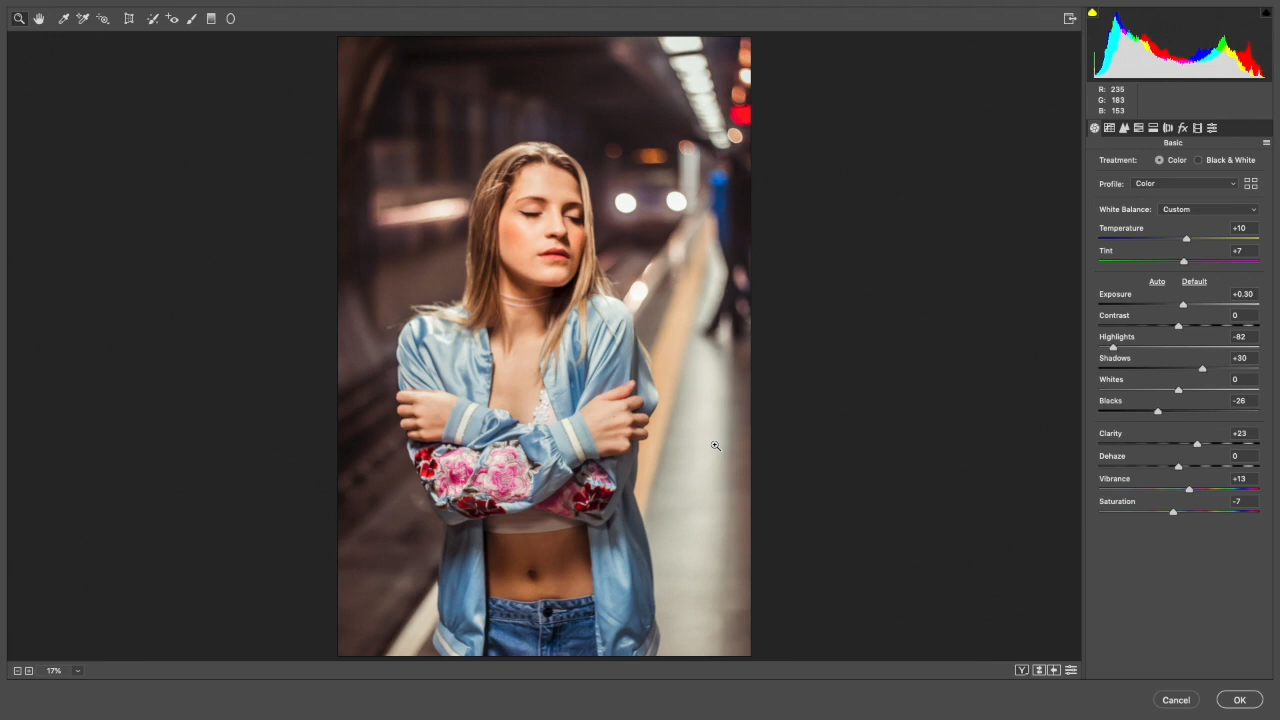 R: 235
G: 183
B: 153
fx
Basic
Treatment: Color Black & White
Profile: Color
White Balance: Custom
Temperature +10
Tint +7
Auto Default
Exposure +0.30
Contrast 0
Highlights -82
Shadows +30
Whites 0
Blacks -26
Clarity +23
Dehaze 0
Vibrance +13
Saturation -7
17%
Y
Cancel OK